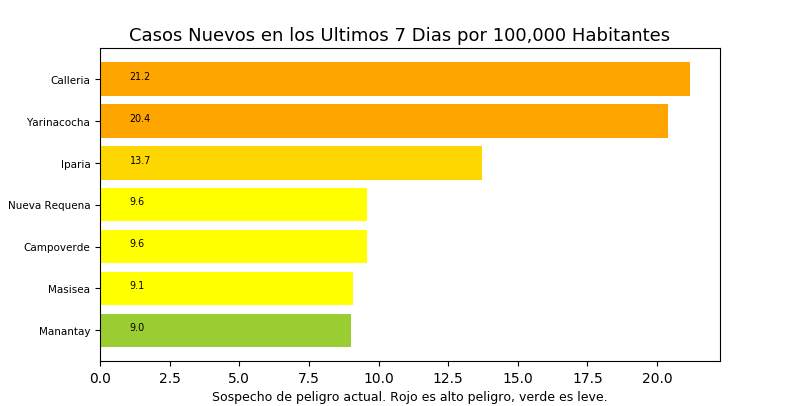 Casos Nuevos en los Ultimos 7 Dias por 100,000 Habitantes
Calleria 21.2
Yarinacocha 20.4
Iparia 13.7
Nueva Requena 9.6
Campoverde 9.6
Masisea 9.1
Manantay 9.0
0.0 2.5 5.0 7.5 10.0 12.5 15.0 17.5 20.0
Sospecho de peligro actual. Rojo es alto peligro, verde es leve.